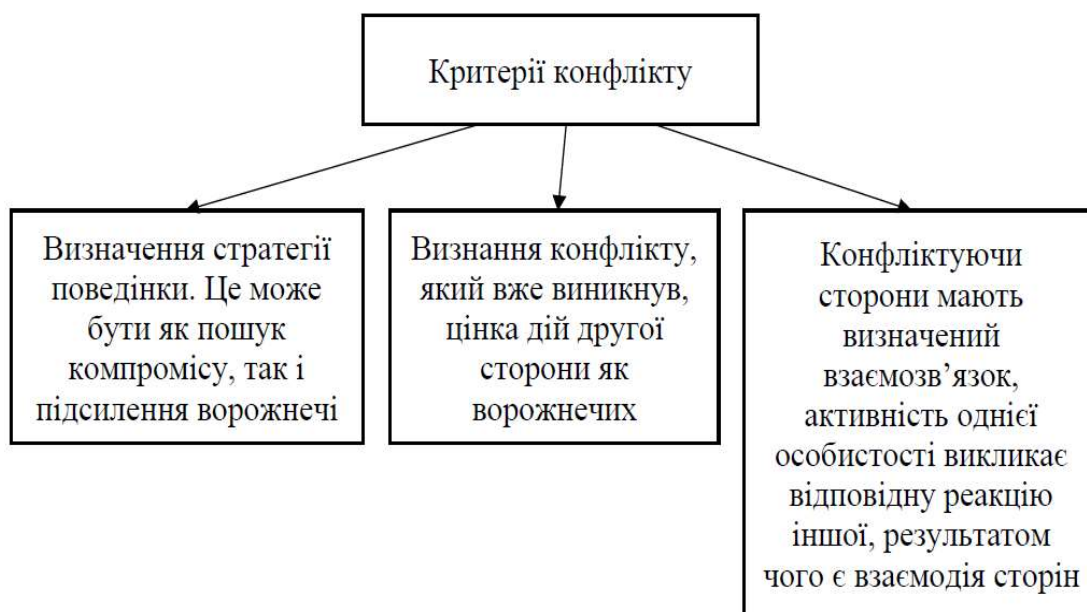 Критерії конфлікту
Визначення стратегії
поведінки. Це може
бути як пошук
компромісу, так і
підсилення ворожнечі
Визнання конфлікту,
який вже виникнув,
цінка дій другої
сторони як
ворожнечих
Конфліктуючи
сторони мають
визначений
взаємозв’язок,
активність однієї
особистості викликає
відповідну реакцію
іншої, результатом
чого є взаємодія сторін